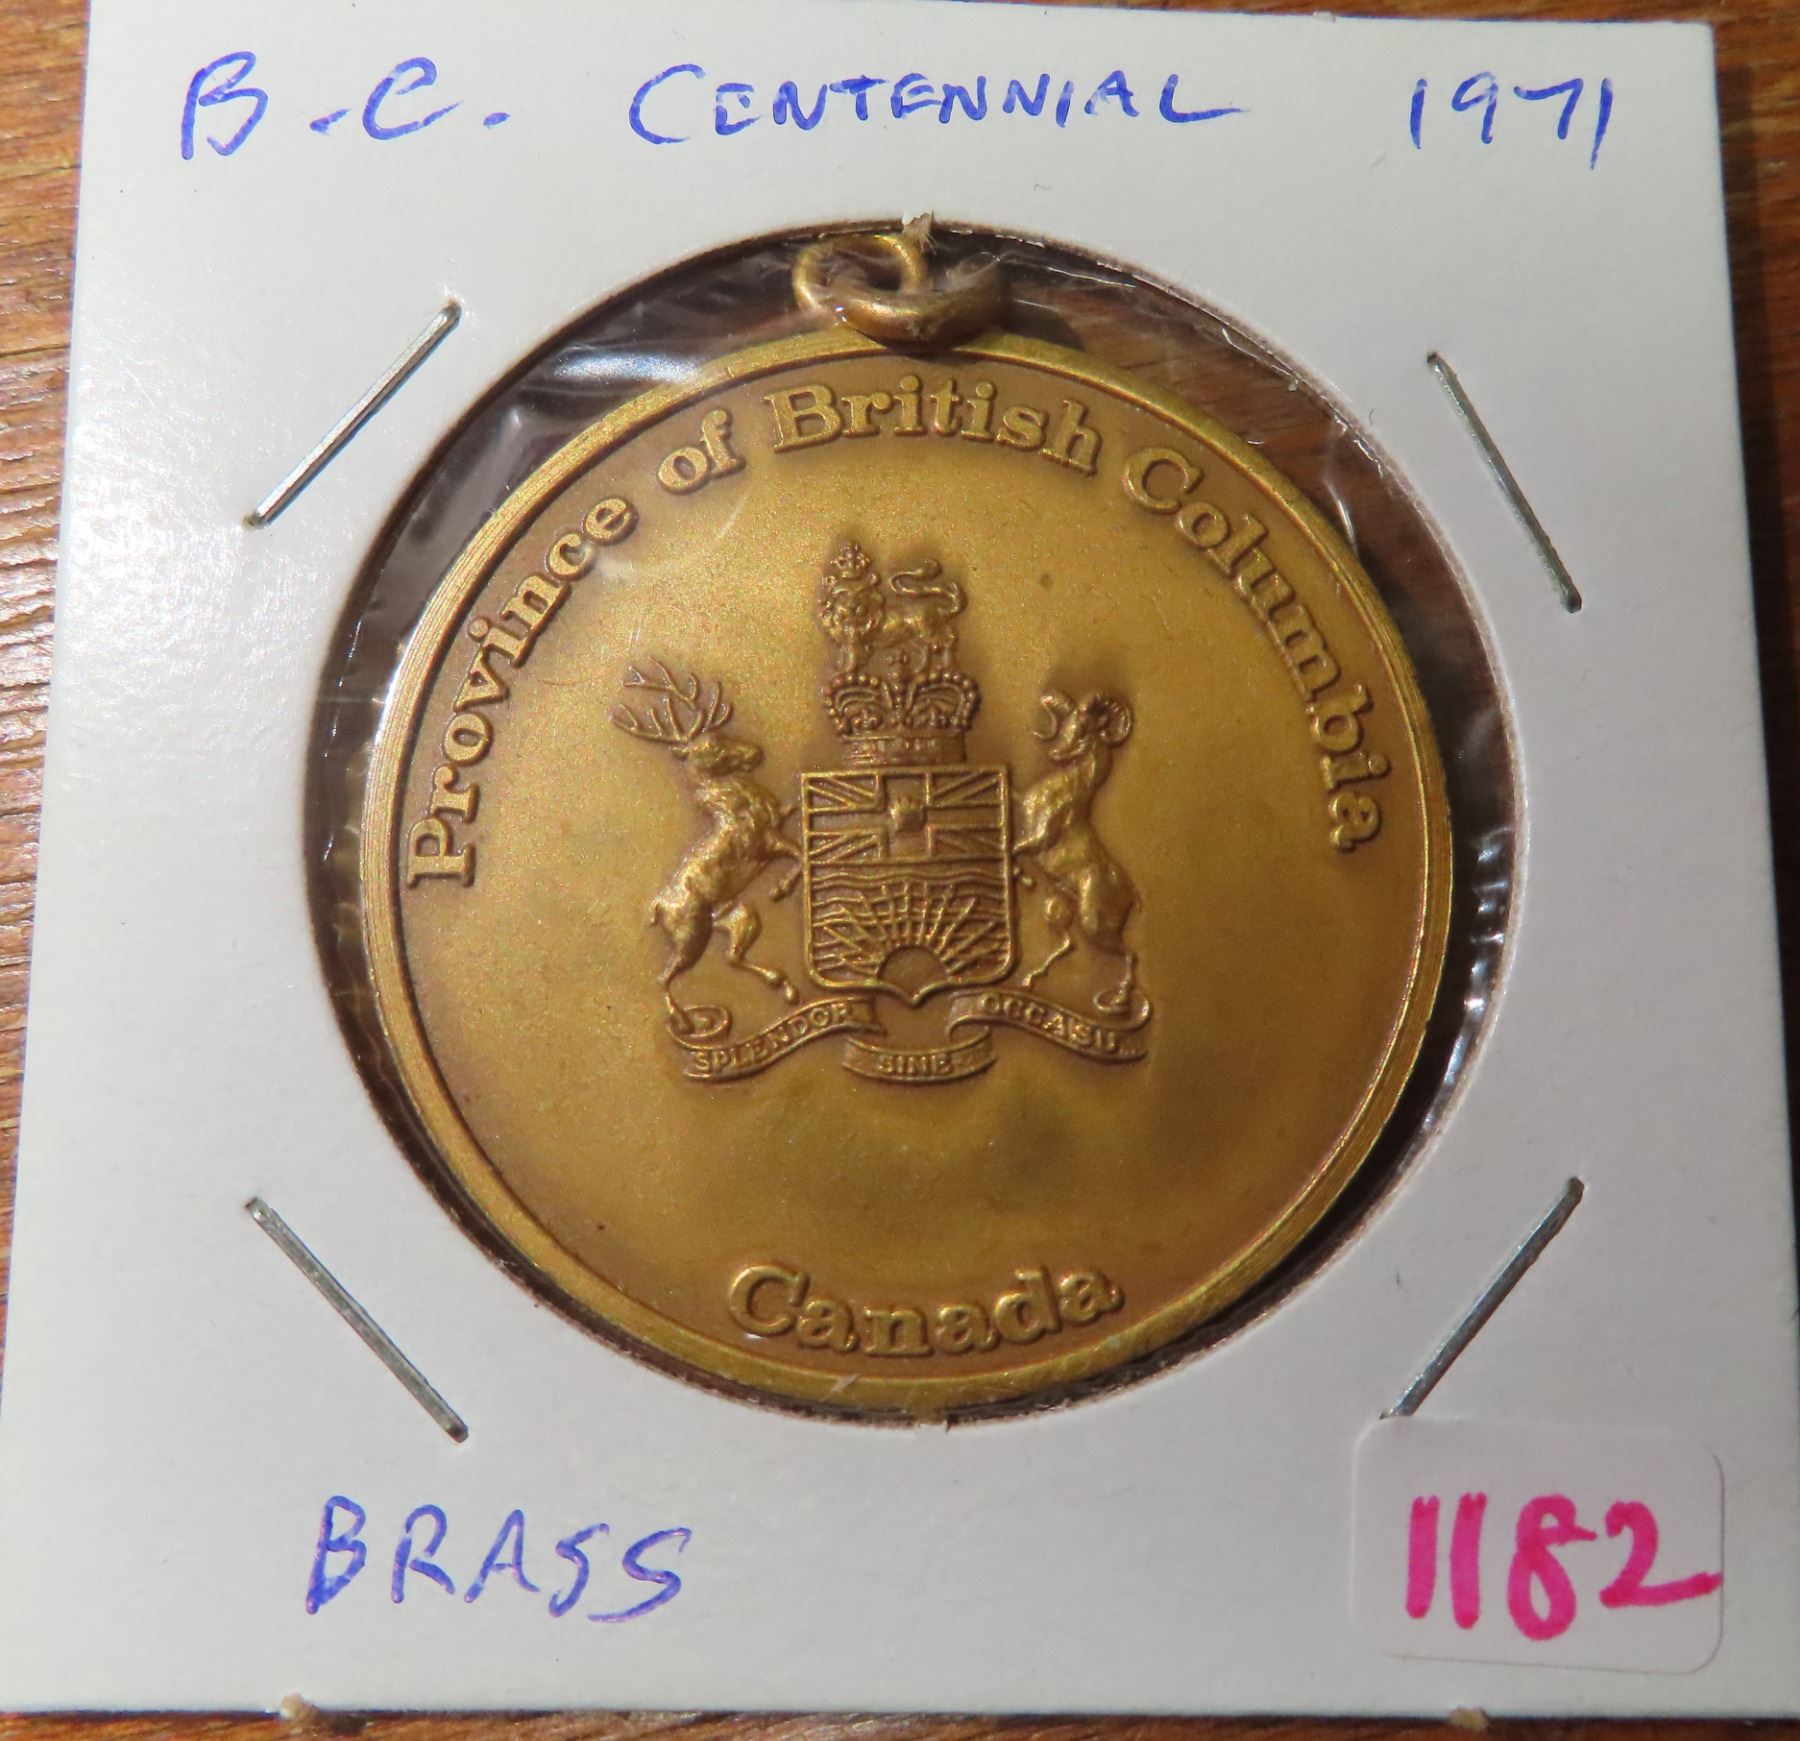 B.C. CENTENNIAL 1971
Province of British Columbia
SPLENDOR SINE OCCASU
Canada
BRASS
1182